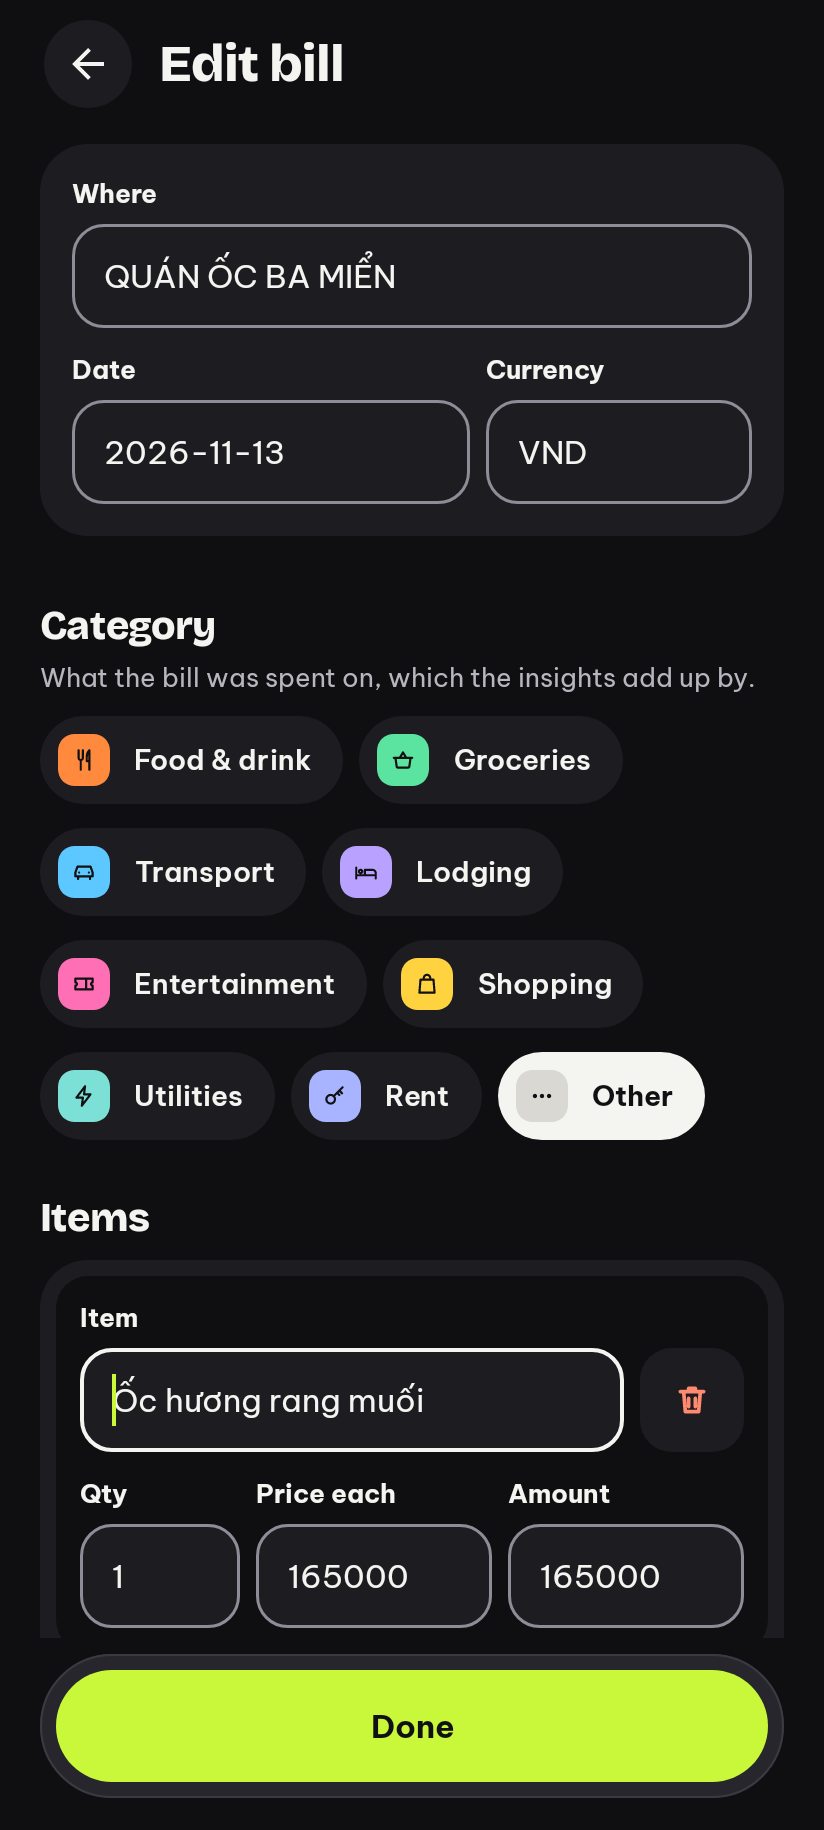 Edit bill
Where
QUÁN ỐC BA MIỂN
Date
Currency
2026-11-13
VND
Category
What the bill was spent on, which the insights add up by.
Food & drink
Groceries
Transport
Lodging
Entertainment
Shopping
Utilities
Rent
Other
Items
Item
Ốc hương rang muối
Qty
Price each
Amount
1
165000
165000
Done